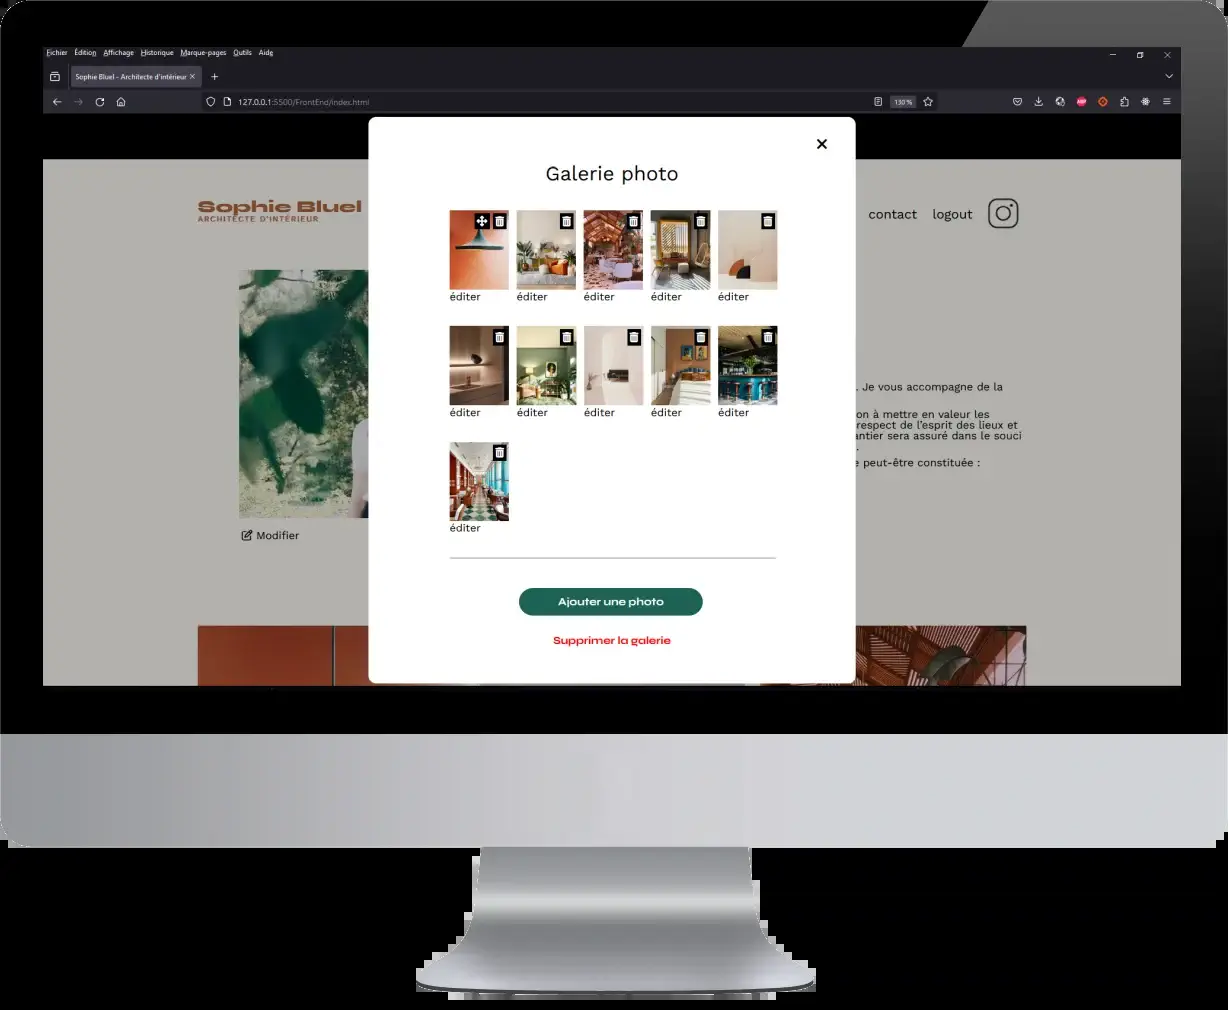 Fichier Édition Affichage Historique Marque-pages Outils Aide
Sophie Bluel - Architecte d'intérieur
127.0.0.1:5500/FrontEnd/index.html
130 %
ABP
Galerie photo
Sophie Bluel
ARCHITECTE D'INTÉRIEUR
contact logout
éditer éditer éditer éditer éditer
. Je vous accompagne de la
éditer éditer éditer éditer éditer
on à mettre en valeur les
respect de l'esprit des lieux et
antier sera assuré dans le souci
.
e peut-être constituée :
éditer
Modifier
Ajouter une photo
Supprimer la galerie